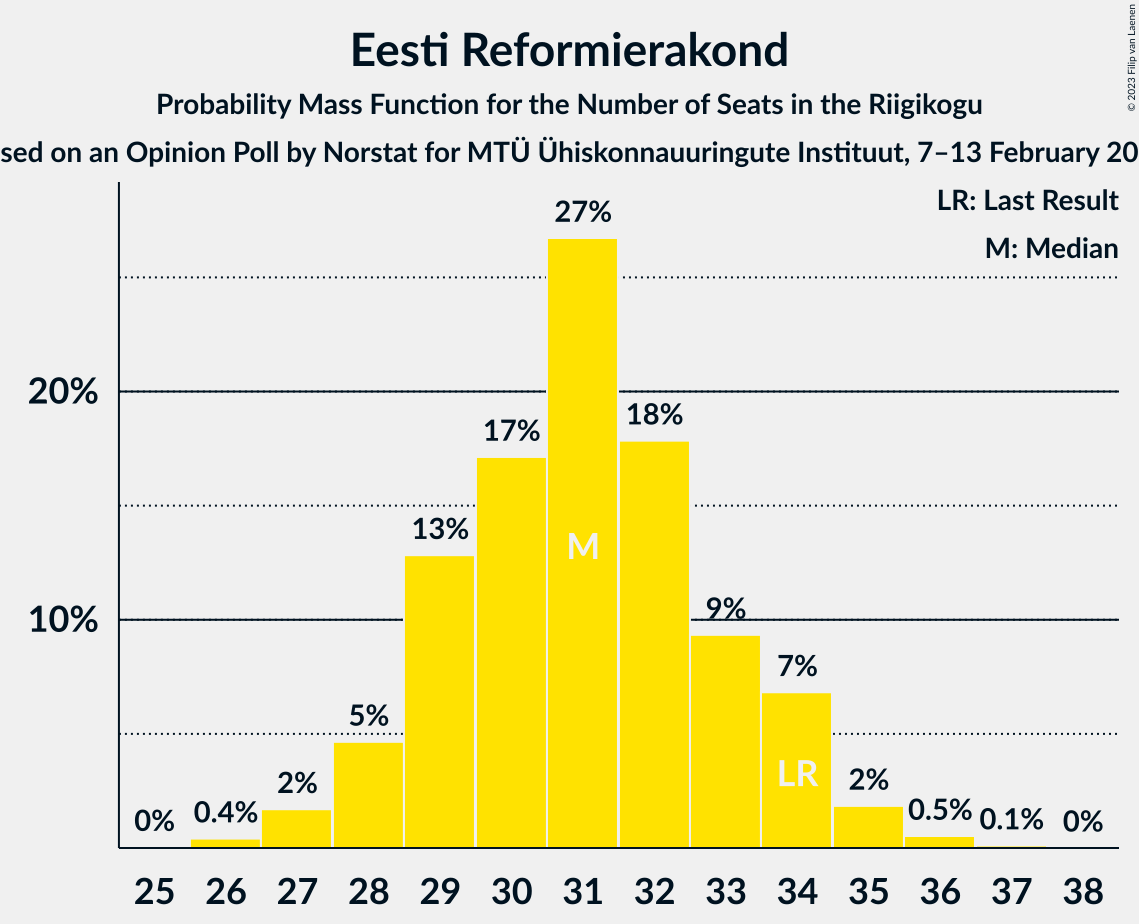 Eesti Reformierakond
Probability Mass Function for the Number of Seats in the Riigikogu
sed on an Opinion Poll by Norstat for MTÜ Ühiskonnauuringute Instituut, 7–13 February 20
© 2023 Filip van Laenen
LR: Last Result
M: Median
20%
10%
0%
0.4%
2%
5%
13%
17%
27%
18%
9%
7%
2%
0.5%
0.1%
0%
M
LR
25 26 27 28 29 30 31 32 33 34 35 36 37 38